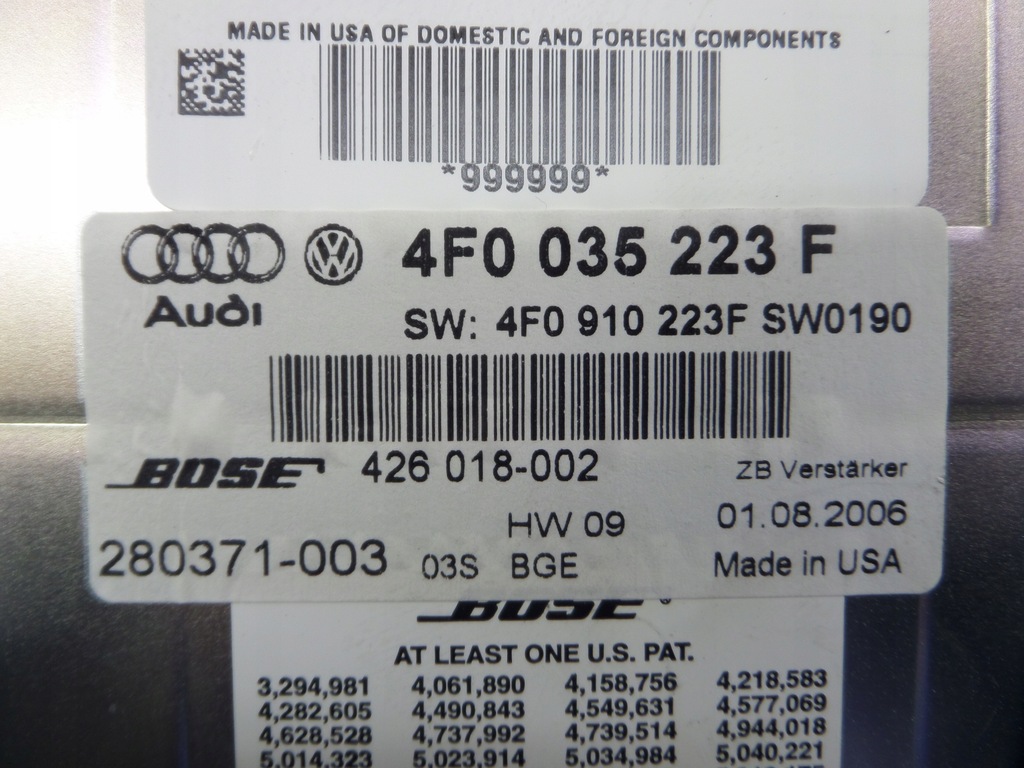 MADE IN USA OF DOMESTIC AND FOREIGN COMPONENTS
*999999*
4F0 035 223 F
Audi
SW: 4F0 910 223F SW0190
BOSE 426 018-002 ZB Verstärker
HW 09 01.08.2006
280371-003 03S BGE Made in USA
BOSE
AT LEAST ONE U.S. PAT.
3,294,981 4,061,890 4,158,756 4,218,583
4,282,605 4,490,843 4,549,631 4,577,069
4,628,528 4,737,992 4,739,514 4,944,018
5,014,323 5,023,914 5,034,984 5,040,221